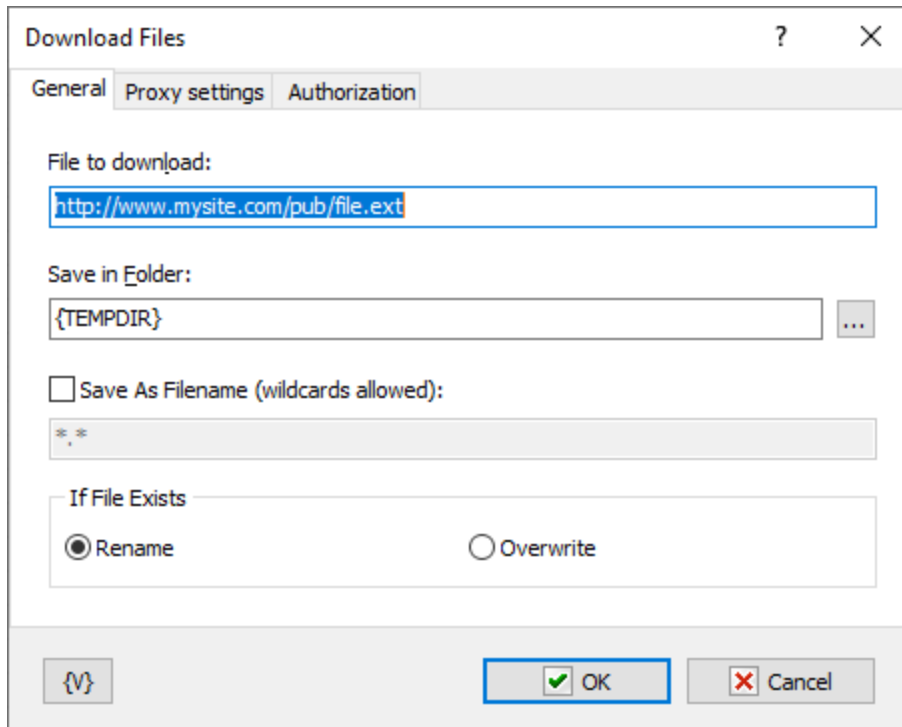 Download Files ?
General Proxy settings Authorization
File to download:
http://www.mysite.com/pub/file.ext
Save in Folder:
{TEMPDIR} ...
Save As Filename (wildcards allowed):
*.*
If File Exists
Rename Overwrite
{V} OK Cancel